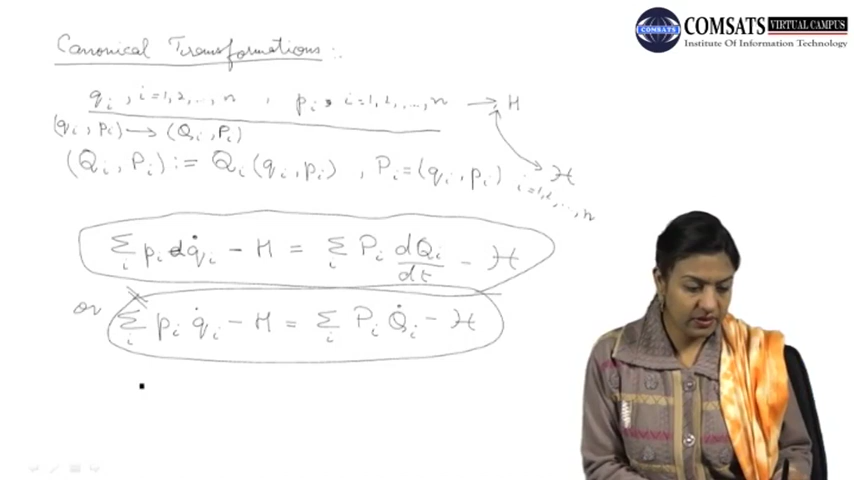 COMSATS VIRTUAL CAMPUS
Institute Of Information Technology
COMSATS
Canonical Transformations :.
qᵢ , i=1,2,...,n , pᵢ , i=1,2,...,n → H
(qᵢ , pᵢ) → (Qᵢ , Pᵢ)
(Qᵢ , Pᵢ) := Qᵢ (qᵢ , pᵢ) , Pᵢ = (qᵢ , pᵢ) i=1,2,...,n ℋ
Σᵢ pᵢ q̇ᵢ − H = Σᵢ Pᵢ dQᵢ/dt − ℋ
or Σᵢ pᵢ q̇ᵢ − H = Σᵢ Pᵢ Q̇ᵢ − ℋ